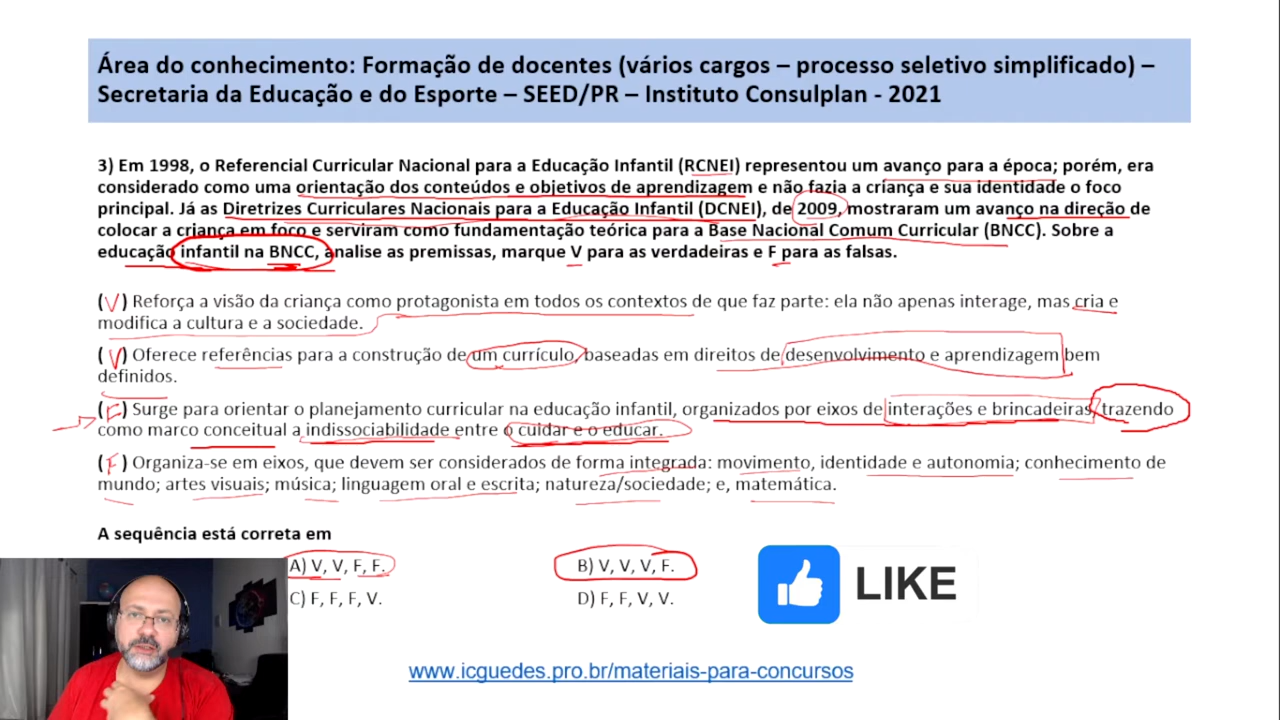 Área do conhecimento: Formação de docentes (vários cargos – processo seletivo simplificado) –
Secretaria da Educação e do Esporte – SEED/PR – Instituto Consulplan - 2021
3) Em 1998, o Referencial Curricular Nacional para a Educação Infantil (RCNEI) representou um avanço para a época; porém, era
considerado como uma orientação dos conteúdos e objetivos de aprendizagem e não fazia a criança e sua identidade o foco
principal. Já as Diretrizes Curriculares Nacionais para a Educação Infantil (DCNEI), de 2009, mostraram um avanço na direção de
colocar a criança em foco e serviram como fundamentação teórica para a Base Nacional Comum Curricular (BNCC). Sobre a
educação infantil na BNCC, analise as premissas, marque V para as verdadeiras e F para as falsas.
(V) Reforça a visão da criança como protagonista em todos os contextos de que faz parte: ela não apenas interage, mas cria e
modifica a cultura e a sociedade.
(V) Oferece referências para a construção de um currículo, baseadas em direitos de desenvolvimento e aprendizagem bem
definidos.
(F) Surge para orientar o planejamento curricular na educação infantil, organizados por eixos de interações e brincadeiras, trazendo
como marco conceitual a indissociabilidade entre o cuidar e o educar.
(F) Organiza-se em eixos, que devem ser considerados de forma integrada: movimento, identidade e autonomia; conhecimento de
mundo; artes visuais; música; linguagem oral e escrita; natureza/sociedade; e, matemática.
A sequência está correta em
A) V, V, F, F. B) V, V, V, F.
C) F, F, F, V. D) F, F, V, V.
LIKE
www.icguedes.pro.br/materiais-para-concursos